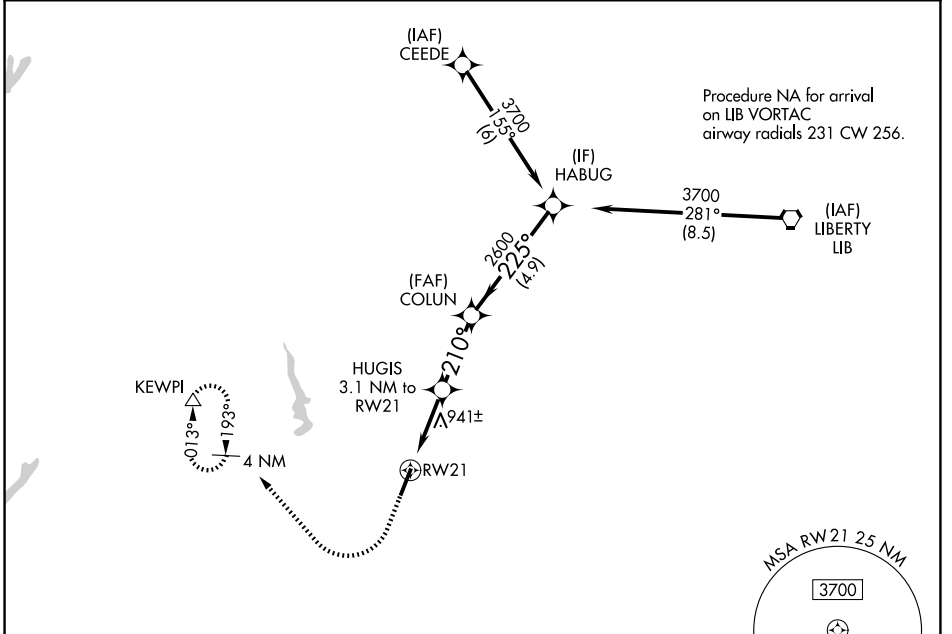 (IAF)
CEEDE
3700
155°
(6)
Procedure NA for arrival
on LIB VORTAC
airway radials 231 CW 256.
(IF)
HABUG
3700
281°
(8.5)
(IAF)
LIBERTY
LIB
2600
225°
(4.9)
(FAF)
COLUN
210°
HUGIS
3.1 NM to
RW21
941±
KEWPI
013°
193°
4 NM
RW21
MSA RW21 25 NM
3700